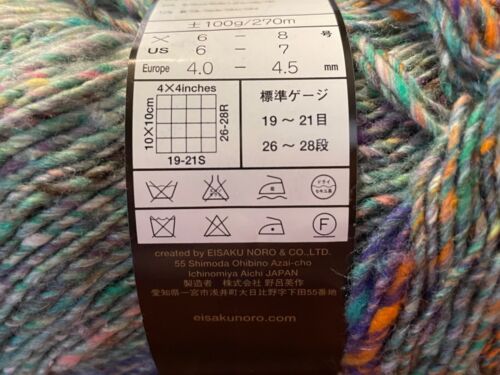 ± 100g/270m
6 – 8 号
US 6 – 7
Europe 4.0 – 4.5 mm
4×4inches
10×10cm
26-28R
19-21S
標準ゲージ
19〜21目
26〜28段
ドライ
セキユ系
F
created by EISAKU NORO & CO.,LTD.
55 Shimoda Ohibino Azai-cho
Ichinomiya Aichi JAPAN
製造者 株式会社 野呂英作
愛知県一宮市浅井町大日比野字下田55番地
eisakunoro.com